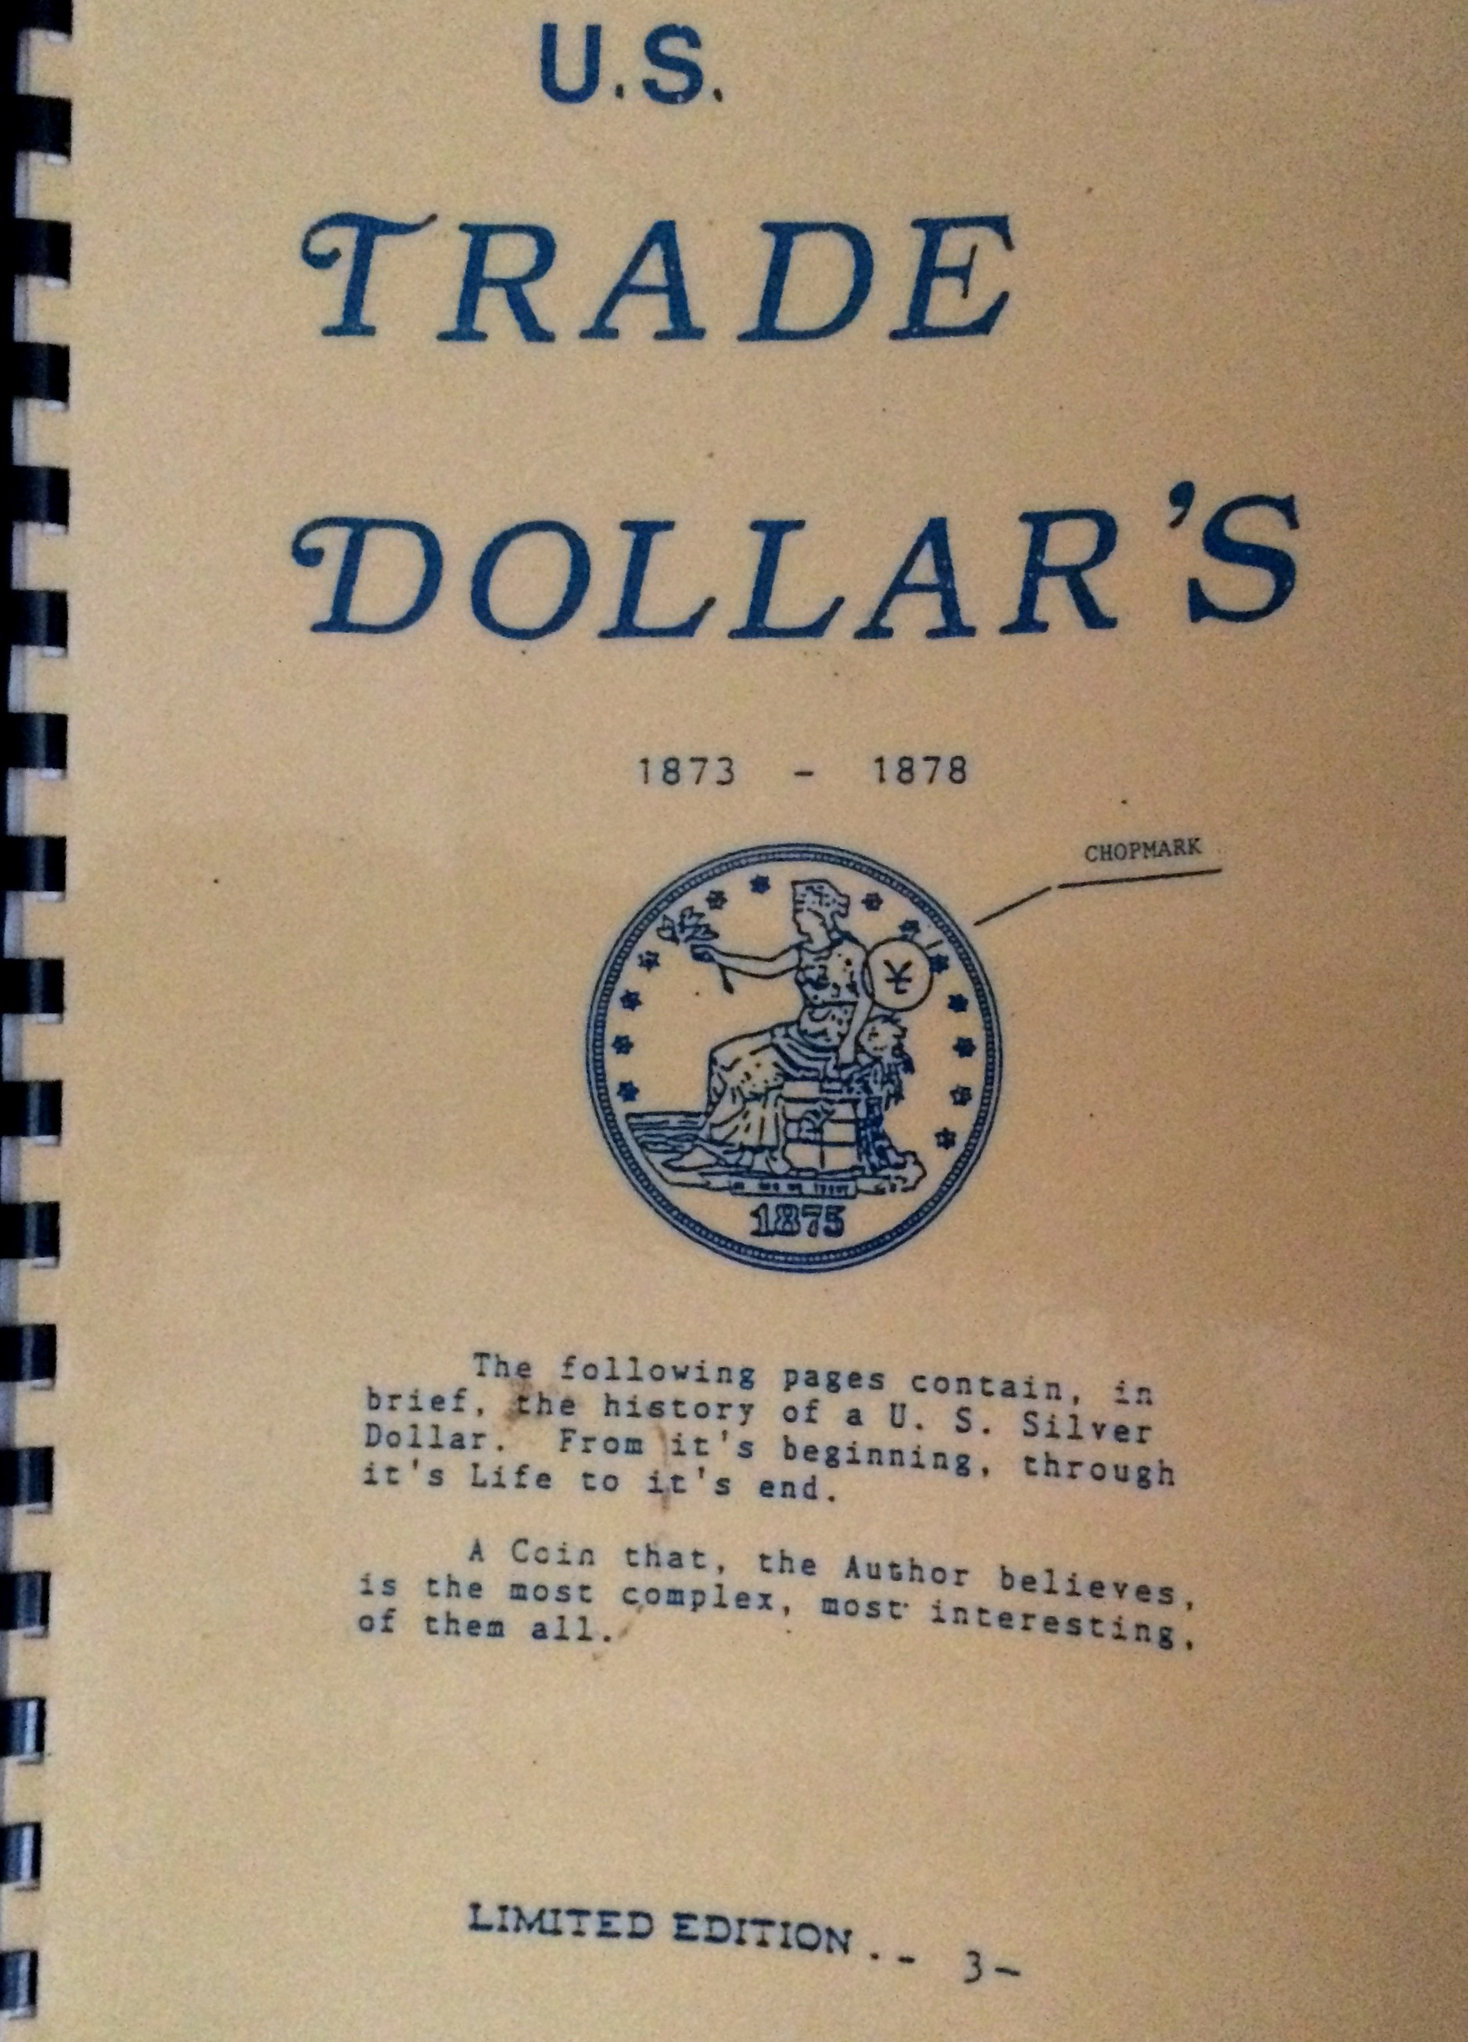 U.S.
TRADE
DOLLAR'S
1873 - 1878
CHOPMARK
¥
1875
The following pages contain, in
brief, the history of a U. S. Silver
Dollar. From it's beginning, through
it's Life to it's end.
A Coin that, the Author believes,
is the most complex, most interesting,
of them all.
LIMITED EDITION . - 3-